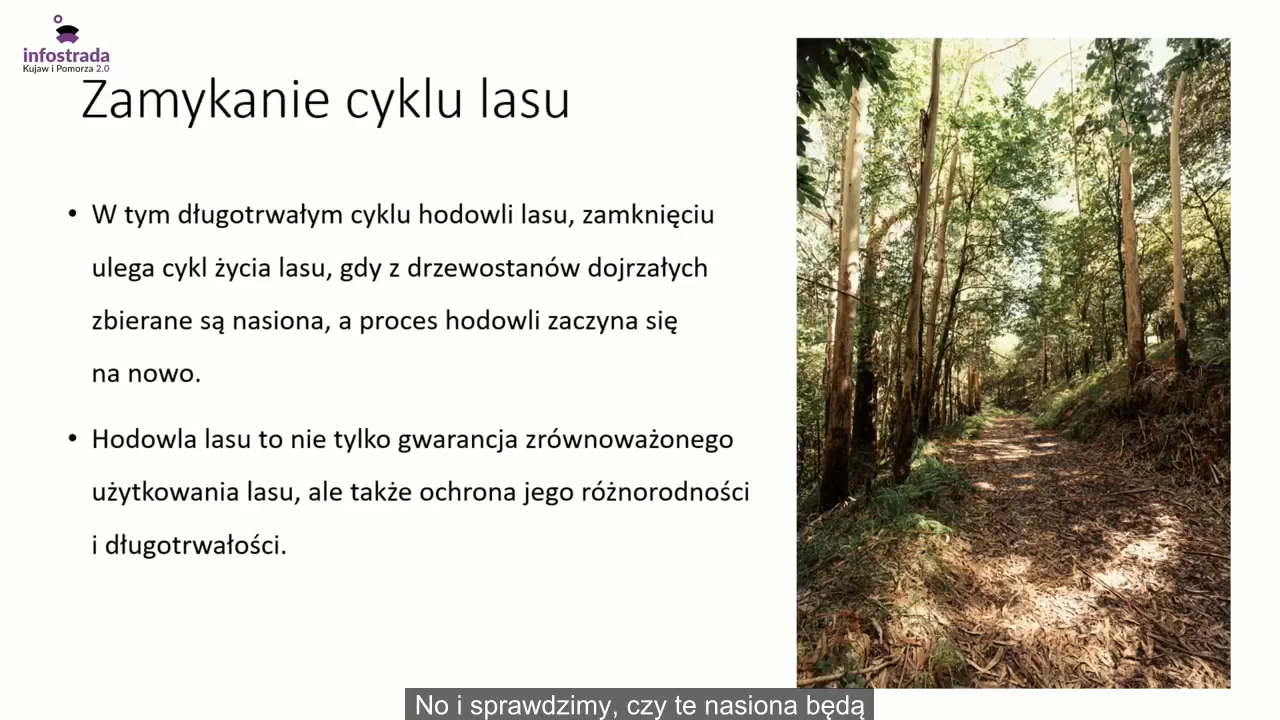 infostrada
Kujaw i Pomorza 2.0
Zamykanie cyklu lasu
• W tym długotrwałym cyklu hodowli lasu, zamknięciu
ulega cykl życia lasu, gdy z drzewostanów dojrzałych
zbierane są nasiona, a proces hodowli zaczyna się
na nowo.
• Hodowla lasu to nie tylko gwarancja zrównoważonego
użytkowania lasu, ale także ochrona jego różnorodności
i długotrwałości.
No i sprawdzimy, czy te nasiona będą